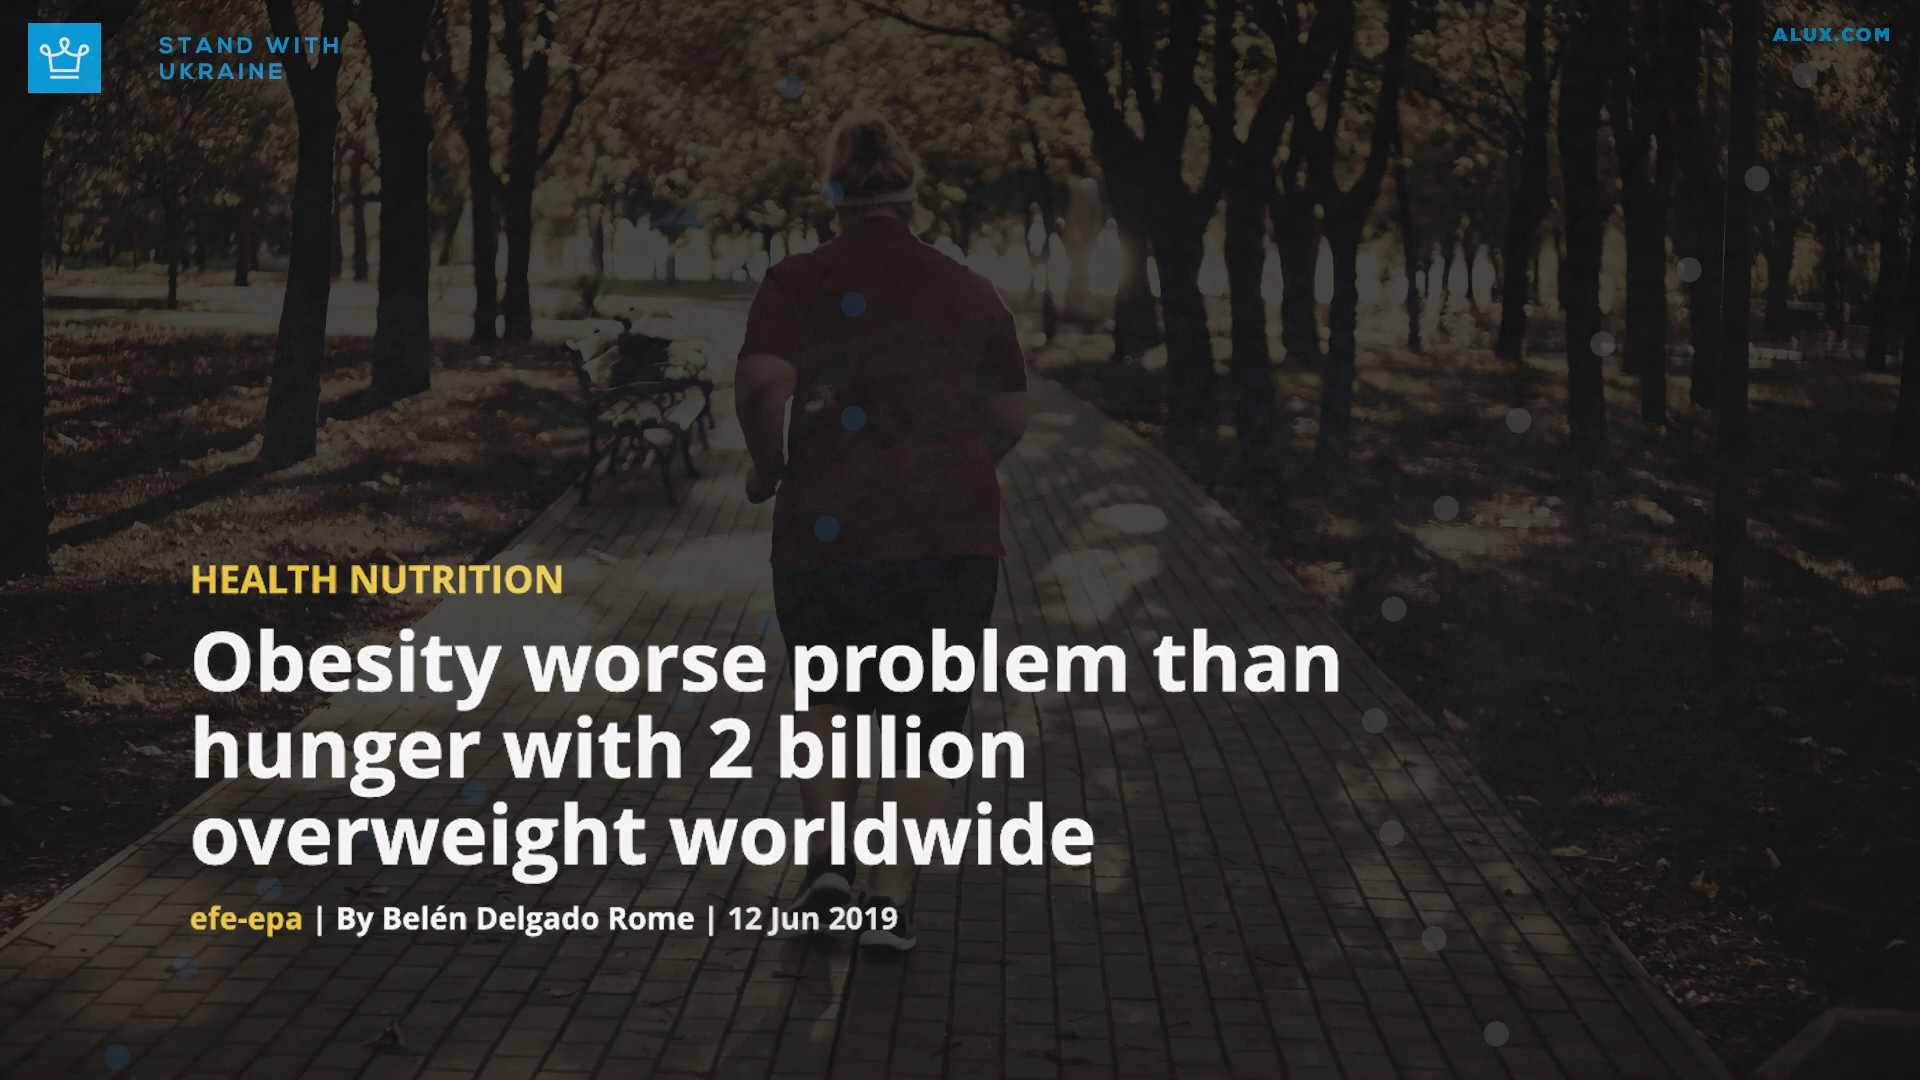 STAND WITH
UKRAINE
ALUX.COM
HEALTH NUTRITION
Obesity worse problem than
hunger with 2 billion
overweight worldwide
efe-epa | By Belén Delgado Rome | 12 Jun 2019